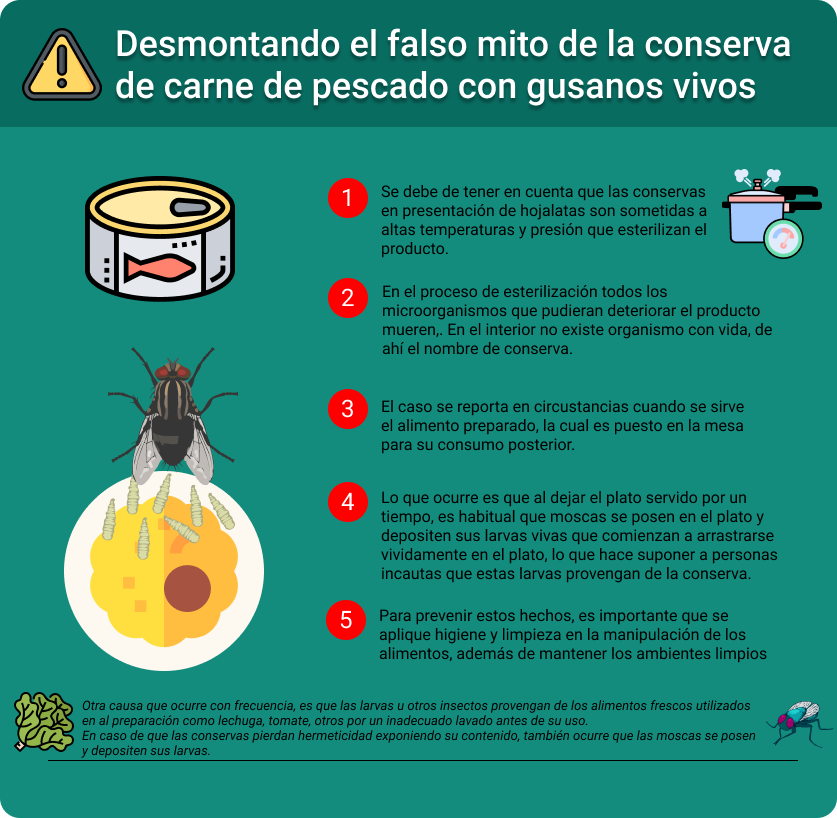 Desmontando el falso mito de la conserva
de carne de pescado con gusanos vivos
1
Se debe de tener en cuenta que las conservas
en presentación de hojalatas son sometidas a
altas temperaturas y presión que esterilizan el
producto.
2
En el proceso de esterilización todos los
microorganismos que pudieran deteriorar el producto
mueren,. En el interior no existe organismo con vida, de
ahí el nombre de conserva.
3
El caso se reporta en circustancias cuando se sirve
el alimento preparado, la cual es puesto en la mesa
para su consumo posterior.
4
Lo que ocurre es que al dejar el plato servido por un
tiempo, es habitual que moscas se posen en el plato y
depositen sus larvas vivas que comienzan a arrastrarse
vividamente en el plato, lo que hace suponer a personas
incautas que estas larvas provengan de la conserva.
5
Para prevenir estos hechos, es importante que se
aplique higiene y limpieza en la manipulación de los
alimentos, además de mantener los ambientes limpios
Otra causa que ocurre con frecuencia, es que las larvas u otros insectos provengan de los alimentos frescos utilizados
en al preparación como lechuga, tomate, otros por un inadecuado lavado antes de su uso.
En caso de que las conservas pierdan hermeticidad exponiendo su contenido, también ocurre que las moscas se posen
y depositen sus larvas.